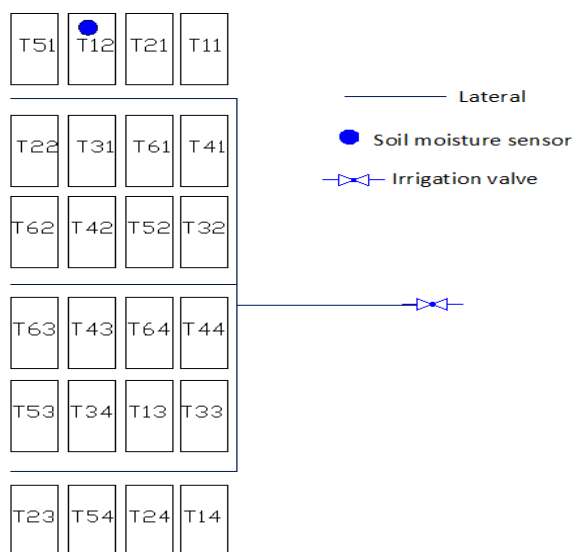 T51 T12 T21 T11
Lateral
Soil moisture sensor
T22 T31 T61 T41
Irrigation valve
T62 T42 T52 T32
T63 T43 T64 T44
T53 T34 T13 T33
T23 T54 T24 T14